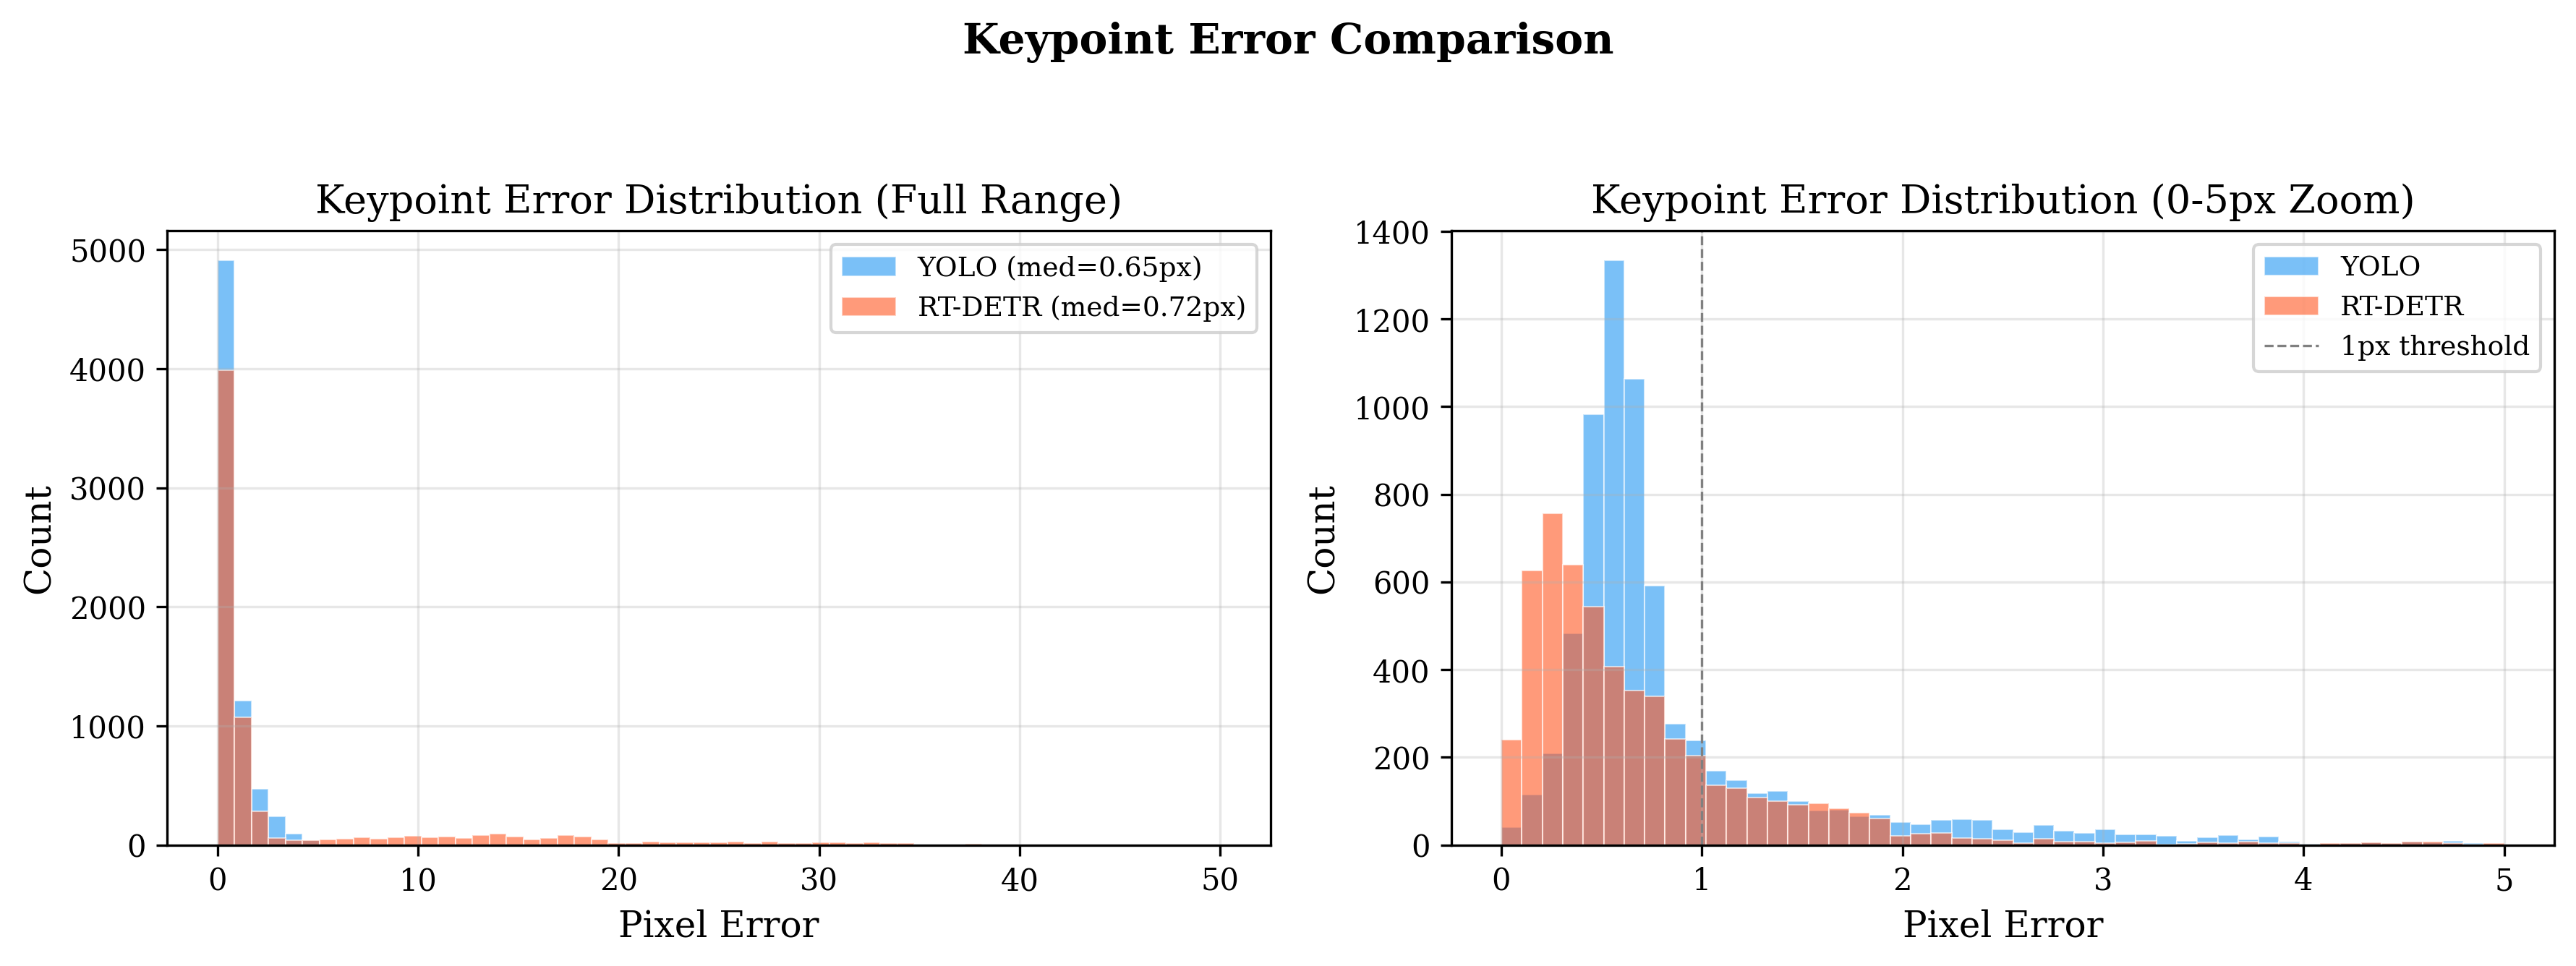 Keypoint Error Comparison
Keypoint Error Distribution (Full Range)
5000
4000
3000
2000
1000
0
Count
0 10 20 30 40 50
Pixel Error
YOLO (med=0.65px)
RT-DETR (med=0.72px)
Keypoint Error Distribution (0-5px Zoom)
1400
1200
1000
800
600
400
200
0
Count
0 1 2 3 4 5
Pixel Error
YOLO
RT-DETR
1px threshold